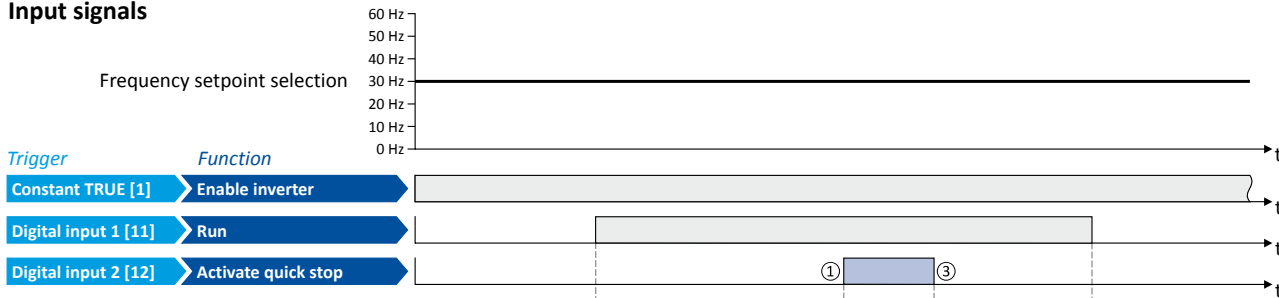 Input signals
60 Hz
50 Hz
40 Hz
Frequency setpoint selection
30 Hz
20 Hz
10 Hz
0 Hz
t
Trigger Function
Constant TRUE [1] Enable inverter
t
Digital input 1 [11] Run
t
Digital input 2 [12] Activate quick stop ① ③
t